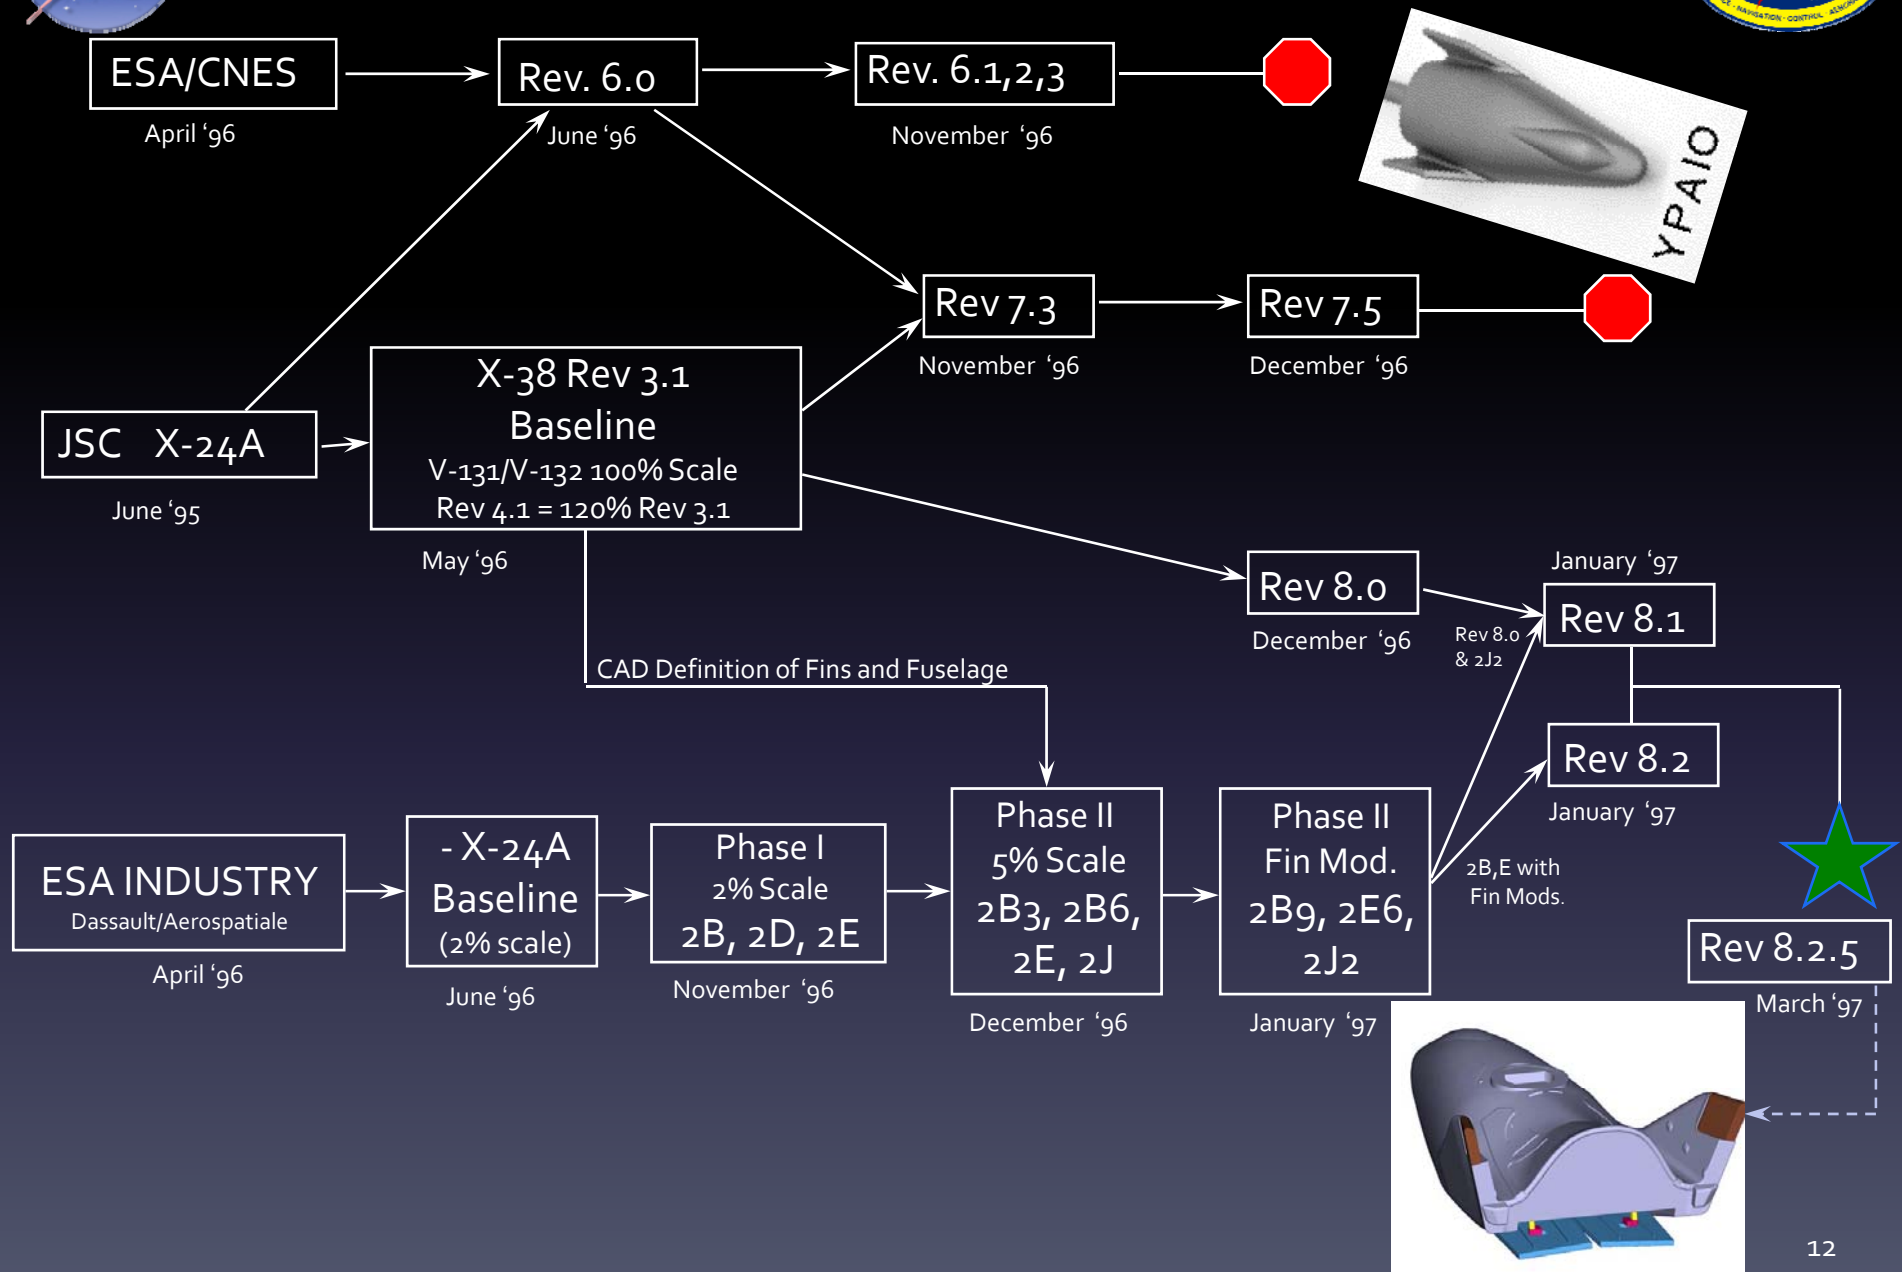 ESA/CNES
April ‘96
Rev. 6.0
June ‘96
Rev. 6.1,2,3
November ‘96
YPAIO
NAVIGATION · CONTROL
Rev 7.3
November ‘96
Rev 7.5
December ‘96
JSC X-24A
June ‘95
X-38 Rev 3.1
Baseline
V-131/V-132 100% Scale
Rev 4.1 = 120% Rev 3.1
May ‘96
Rev 8.0
December ‘96
January ‘97
Rev 8.1
Rev 8.0
& 2J2
CAD Definition of Fins and Fuselage
Rev 8.2
January ‘97
2B,E with
Fin Mods.
ESA INDUSTRY
Dassault/Aerospatiale
April ‘96
- X-24A
Baseline
(2% scale)
June ‘96
Phase I
2% Scale
2B, 2D, 2E
November ‘96
Phase II
5% Scale
2B3, 2B6,
2E, 2J
December ‘96
Phase II
Fin Mod.
2B9, 2E6,
2J2
January ‘97
Rev 8.2.5
March ‘97
12